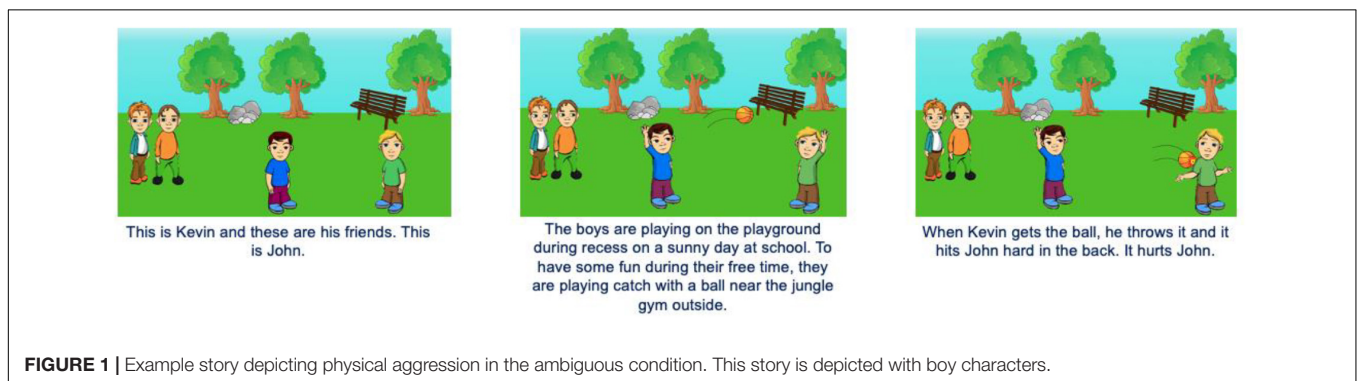 This is Kevin and these are his friends. This
is John.
The boys are playing on the playground
during recess on a sunny day at school. To
have some fun during their free time, they
are playing catch with a ball near the jungle
gym outside.
When Kevin gets the ball, he throws it and it
hits John hard in the back. It hurts John.
FIGURE 1 | Example story depicting physical aggression in the ambiguous condition. This story is depicted with boy characters.